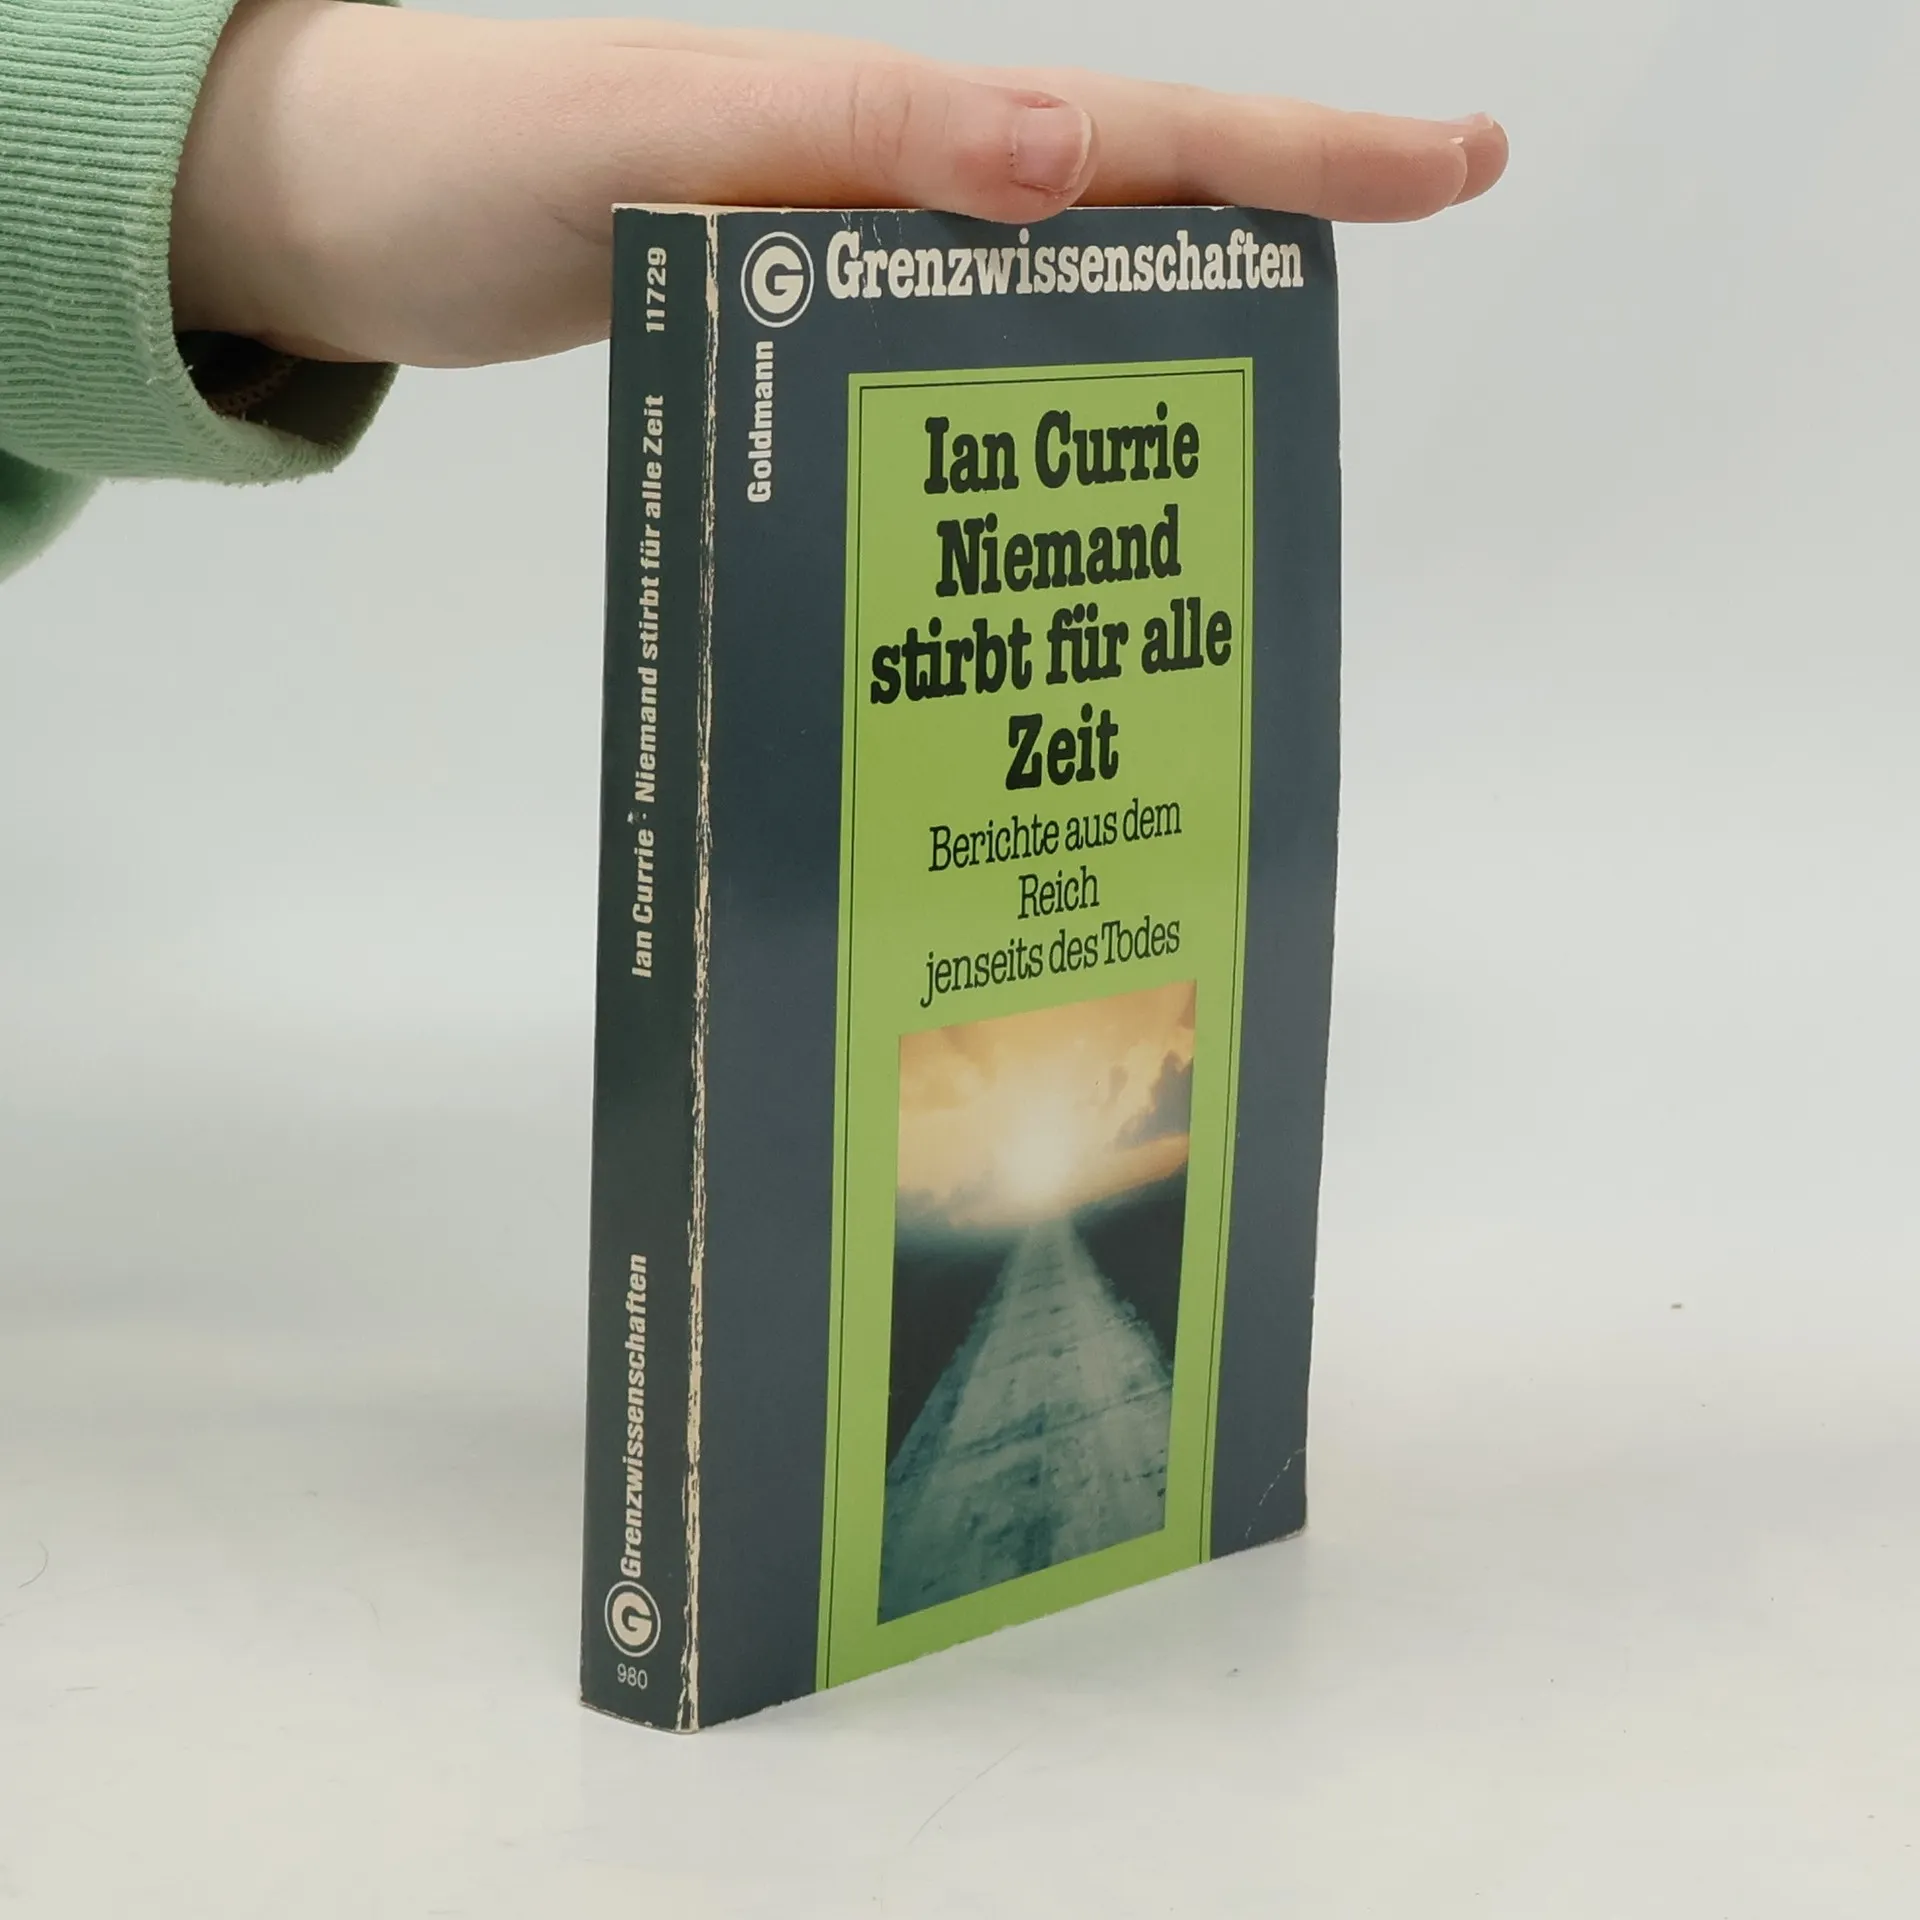 G Grenzwissenschaften
Goldmann
Ian Currie
Niemand
stirbt für alle
Zeit
Berichte aus dem
Reich
jenseits des Todes
Ian Currie · Niemand stirbt für alle Zeit 11729
G Grenzwissenschaften
980